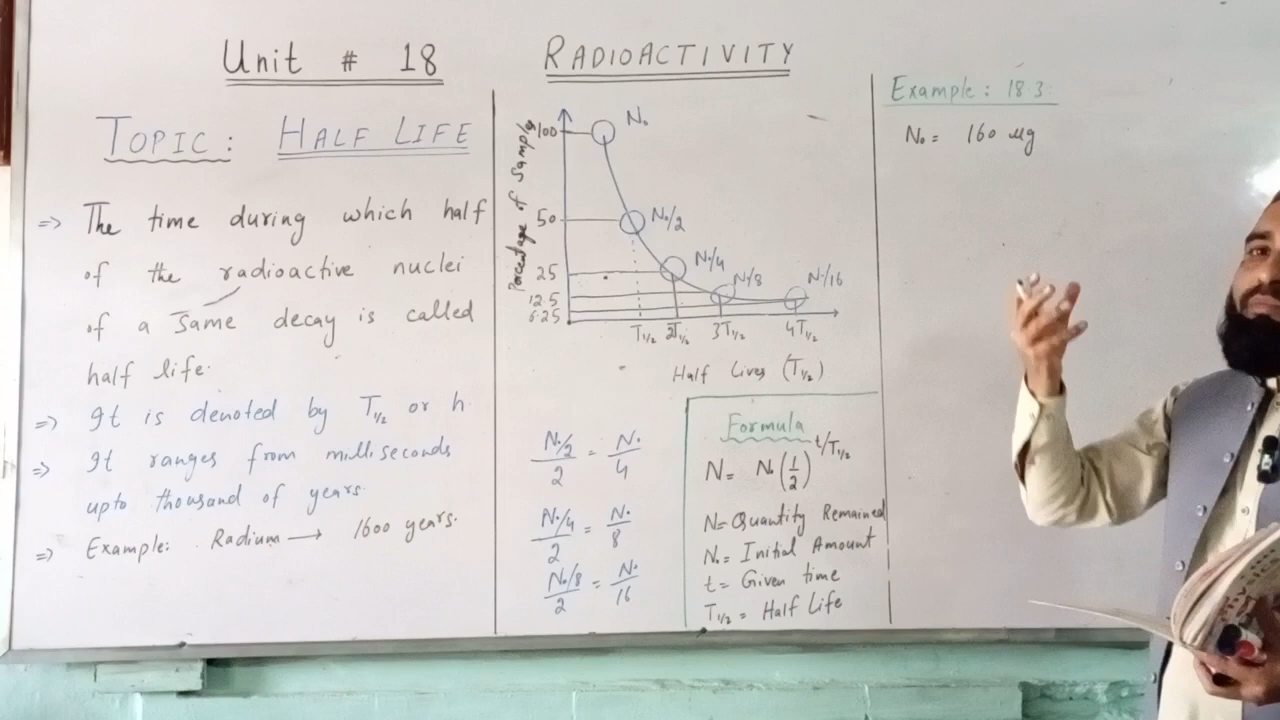 Unit # 18
RADIOACTIVITY
TOPIC: HALF LIFE
=> The time during which half
of the radioactive nuclei
of a same decay is called
half life.
=> It is denoted by T1/2 or h.
=> It ranges from milliseconds
upto thousand of years.
=> Example: Radium → 1600 years.
Percentage of Sample
100
50
25
12.5
6.25
N₀
N₀/2
N₀/4
N₀/8
N₀/16
T1/2 2T1/2 3T1/2 4T1/2
Half Lives (T1/2)
N₀/2 / 2 = N₀/4
N₀/4 / 2 = N₀/8
N₀/8 / 2 = N₀/16
Formula
N = N₀ (1/2)^t/T1/2
N = Quantity Remained
N₀ = Initial Amount
t = Given time
T1/2 = Half Life
Example: 18.3:
N₀ = 160 μg